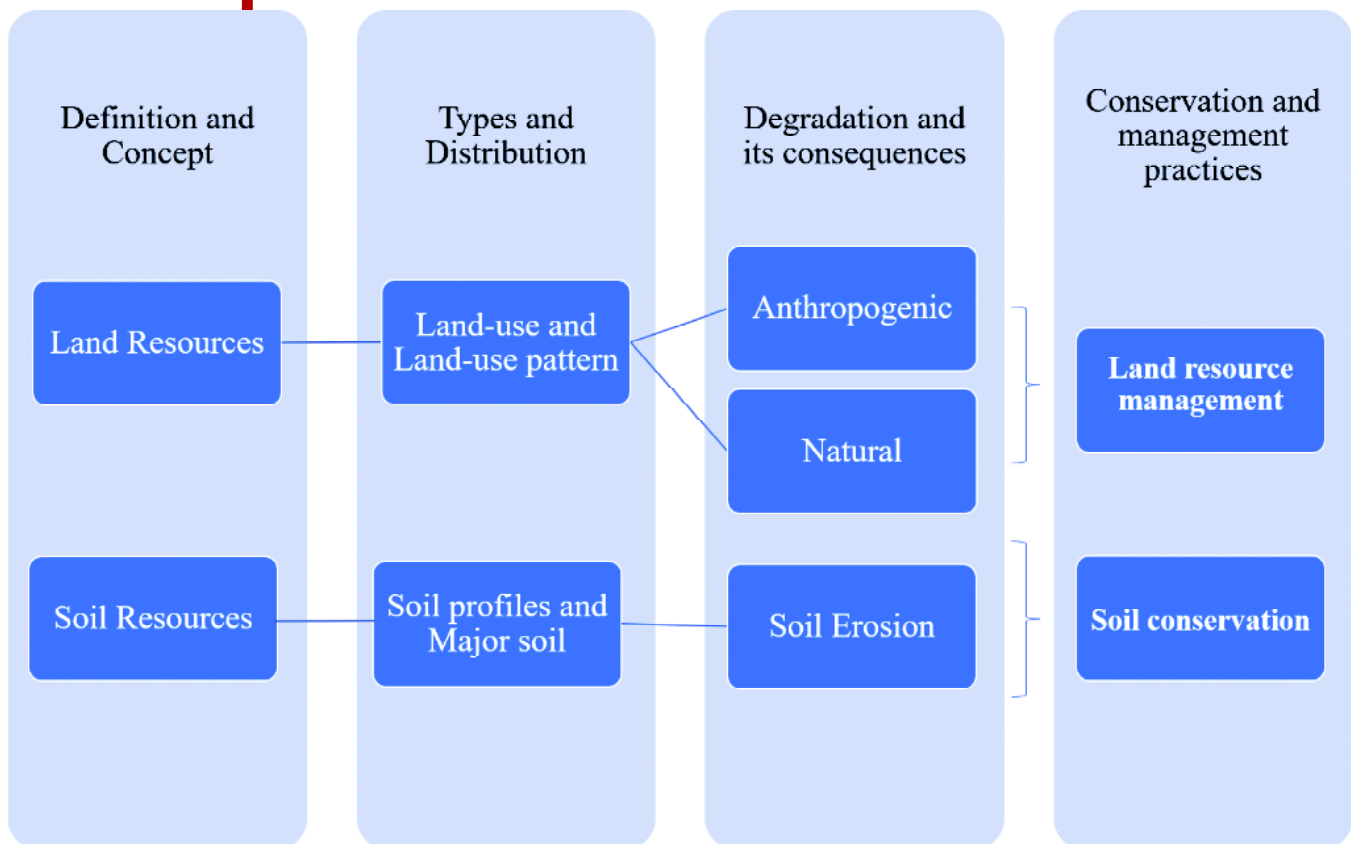 Definition and
Concept
Types and
Distribution
Degradation and
its consequences
Conservation and
management
practices
Land Resources
Land-use and
Land-use pattern
Anthropogenic
Natural
Land resource
management
Soil Resources
Soil profiles and
Major soil
Soil Erosion
Soil conservation